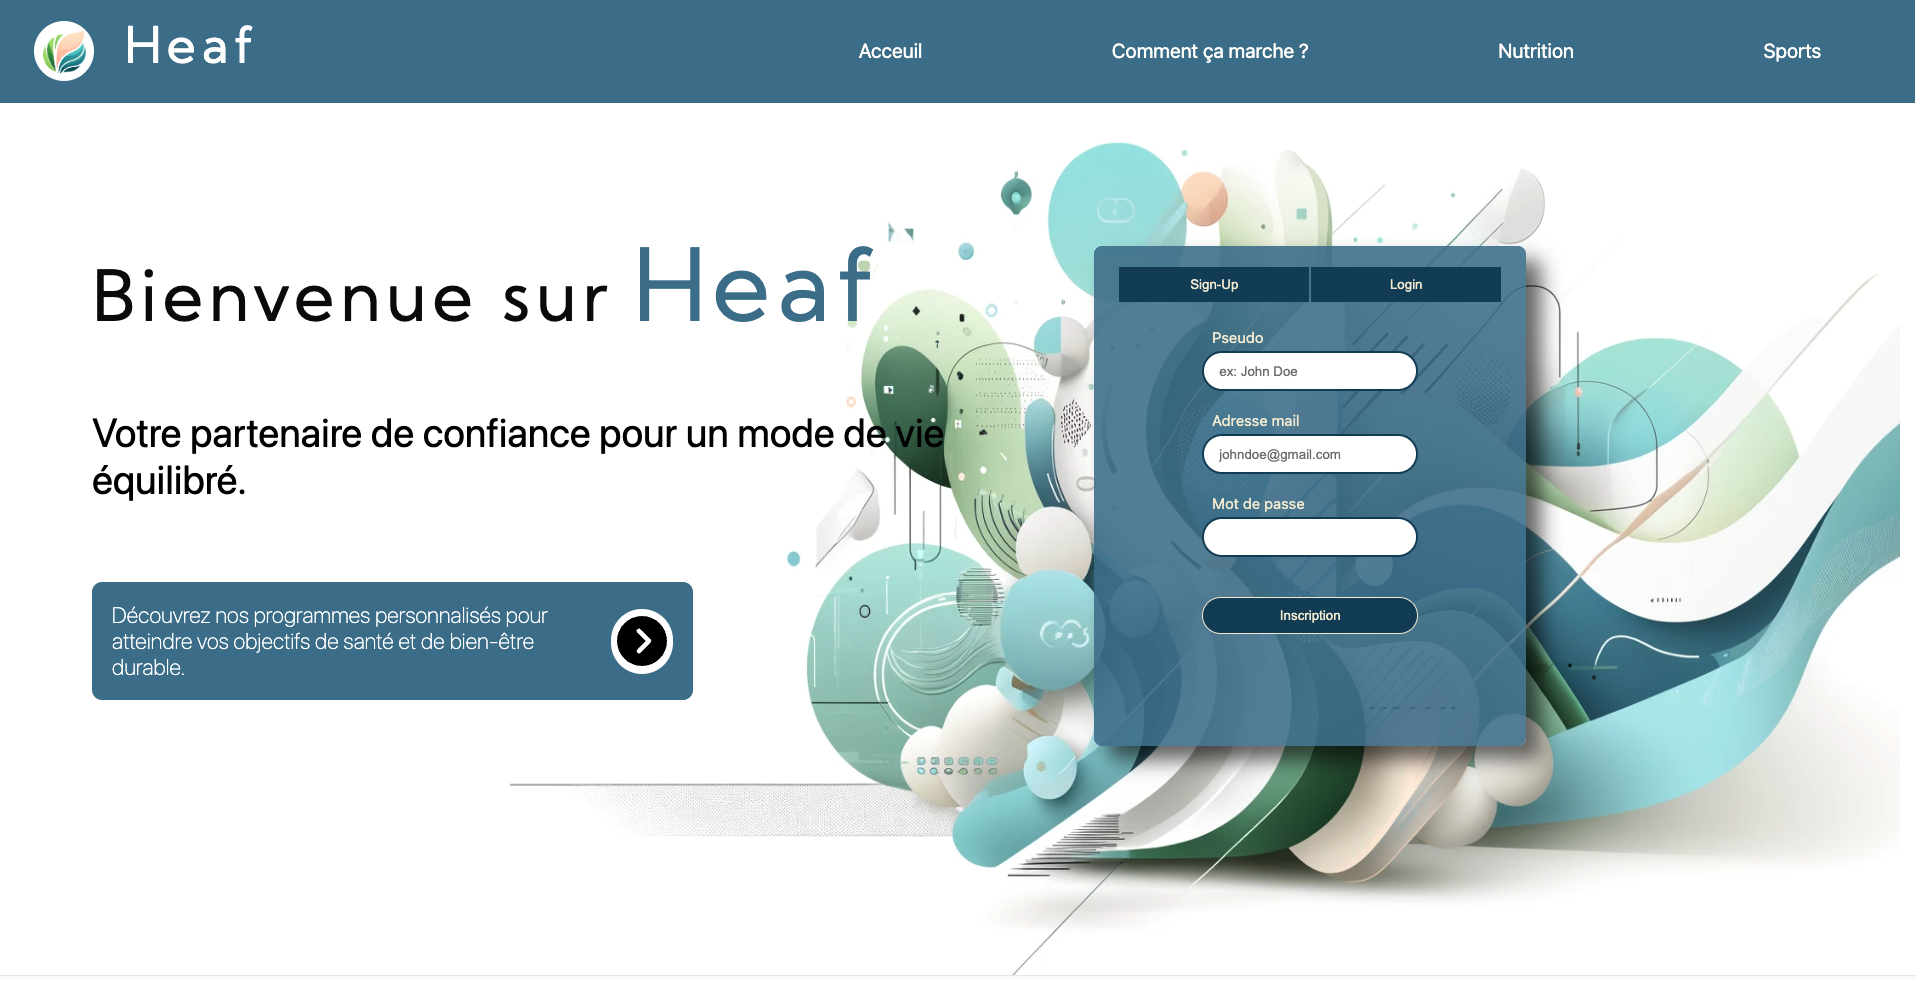 Heaf
Acceuil
Comment ça marche ?
Nutrition
Sports
Bienvenue sur Heaf
Votre partenaire de confiance pour un mode de vie
équilibré.
Découvrez nos programmes personnalisés pour
atteindre vos objectifs de santé et de bien-être
durable.
Sign-Up
Login
Pseudo
ex: John Doe
Adresse mail
johndoe@gmail.com
Mot de passe
Inscription